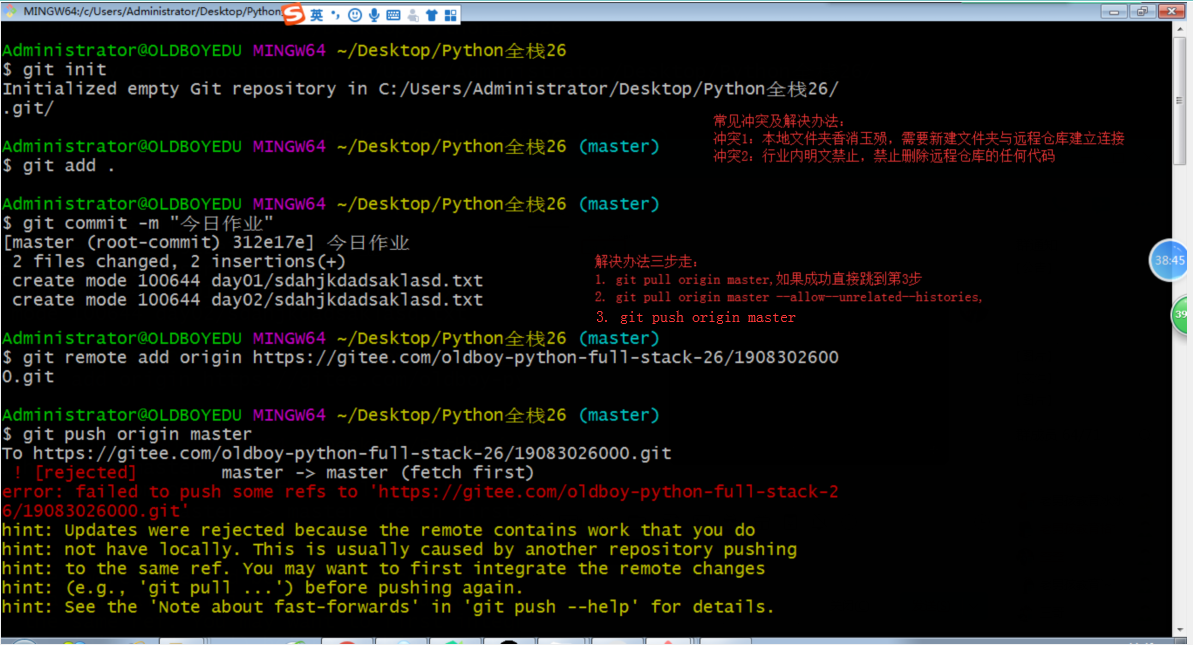 MINGW64:/c/Users/Administrator/Desktop/Python
英
Administrator@OLDBOYEDU MINGW64 ~/Desktop/Python全栈26
$ git init
Initialized empty Git repository in C:/Users/Administrator/Desktop/Python全栈26/
.git/
常见冲突及解决办法:
冲突1: 本地文件夹香消玉殒, 需要新建文件夹与远程仓库建立连接
冲突2: 行业内明文禁止, 禁止删除远程仓库的任何代码
Administrator@OLDBOYEDU MINGW64 ~/Desktop/Python全栈26 (master)
$ git add .
Administrator@OLDBOYEDU MINGW64 ~/Desktop/Python全栈26 (master)
$ git commit -m "今日作业"
[master (root-commit) 312e17e] 今日作业
2 files changed, 2 insertions(+)
create mode 100644 day01/sdahjkdadsaklasd.txt
create mode 100644 day02/sdahjkdadsaklasd.txt
解决办法三步走:
1. git pull origin master,如果成功直接跳到第3步
2. git pull origin master --allow--unrelated--histories,
3. git push origin master
38:45
39
Administrator@OLDBOYEDU MINGW64 ~/Desktop/Python全栈26 (master)
$ git remote add origin https://gitee.com/oldboy-python-full-stack-26/1908302600
0.git
Administrator@OLDBOYEDU MINGW64 ~/Desktop/Python全栈26 (master)
$ git push origin master
To https://gitee.com/oldboy-python-full-stack-26/19083026000.git
! [rejected] master -> master (fetch first)
error: failed to push some refs to 'https://gitee.com/oldboy-python-full-stack-2
6/19083026000.git'
hint: Updates were rejected because the remote contains work that you do
hint: not have locally. This is usually caused by another repository pushing
hint: to the same ref. You may want to first integrate the remote changes
hint: (e.g., 'git pull ...') before pushing again.
hint: See the 'Note about fast-forwards' in 'git push --help' for details.